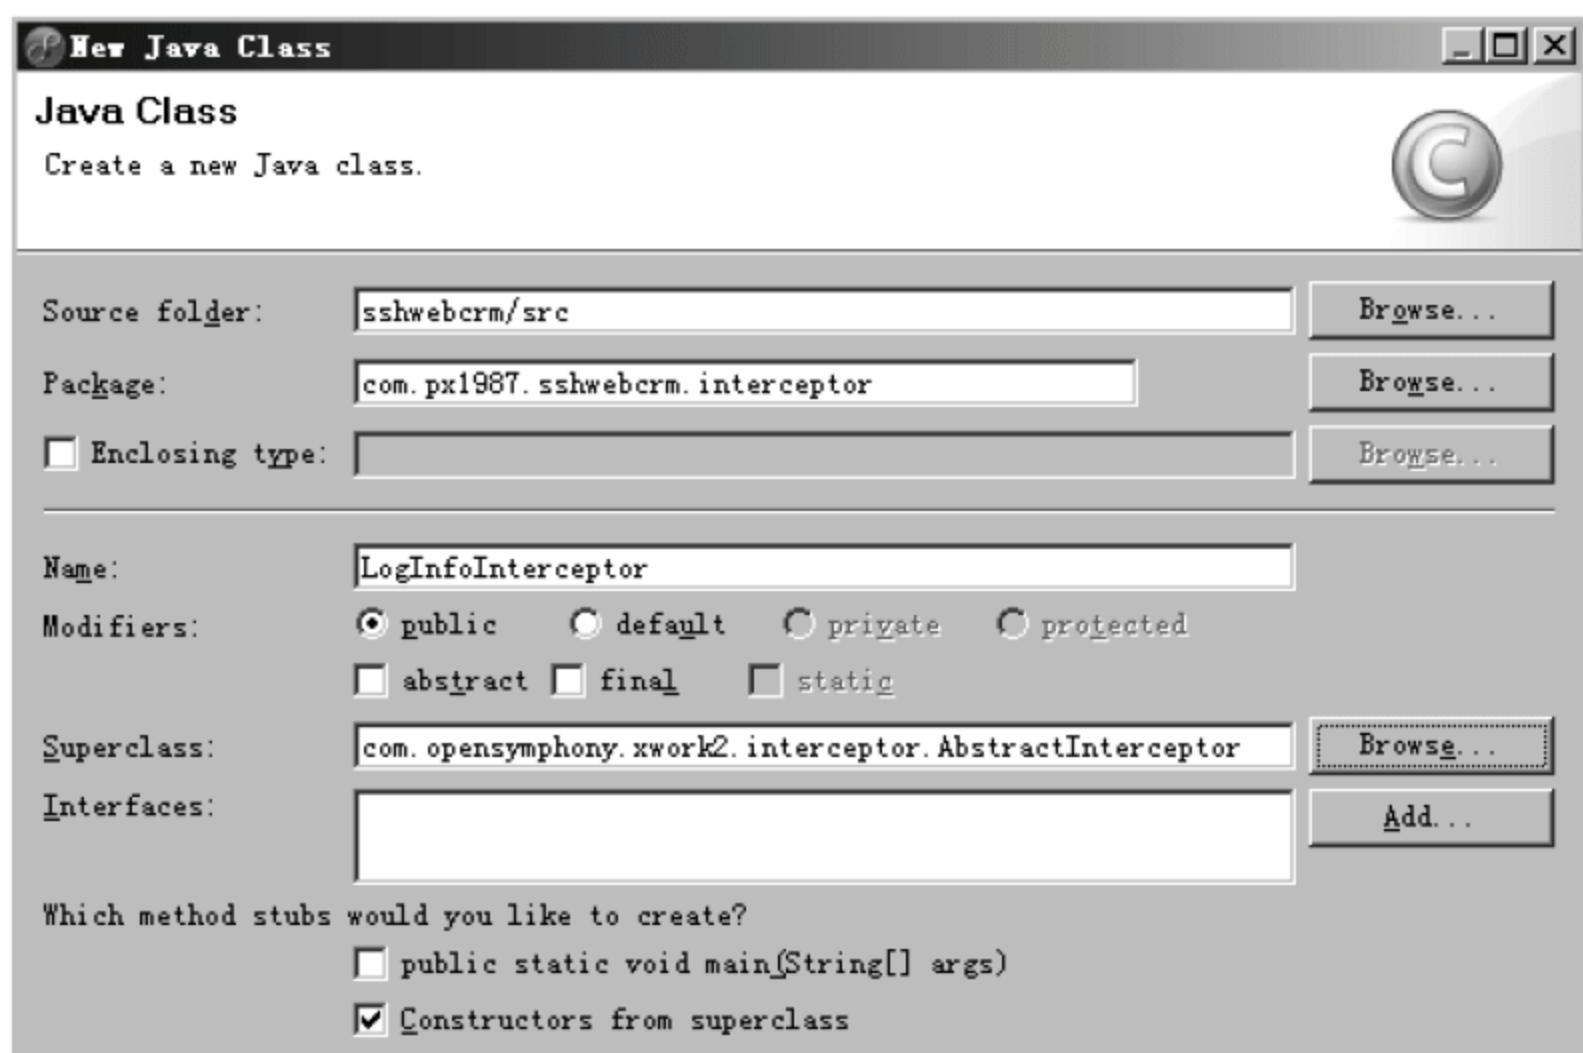 New Java Class
Java Class
Create a new Java class.
C
Source folder: sshwebcrm/src Browse...
Package: com.px1987.sshwebcrm.interceptor Browse...
Enclosing type: Browse...
Name: LogInfoInterceptor
Modifiers: public default private protected
abstract final static
Superclass: com.opensymphony.xwork2.interceptor.AbstractInterceptor Browse...
Interfaces: Add...
Which method stubs would you like to create?
public static void main(String[] args)
Constructors from superclass